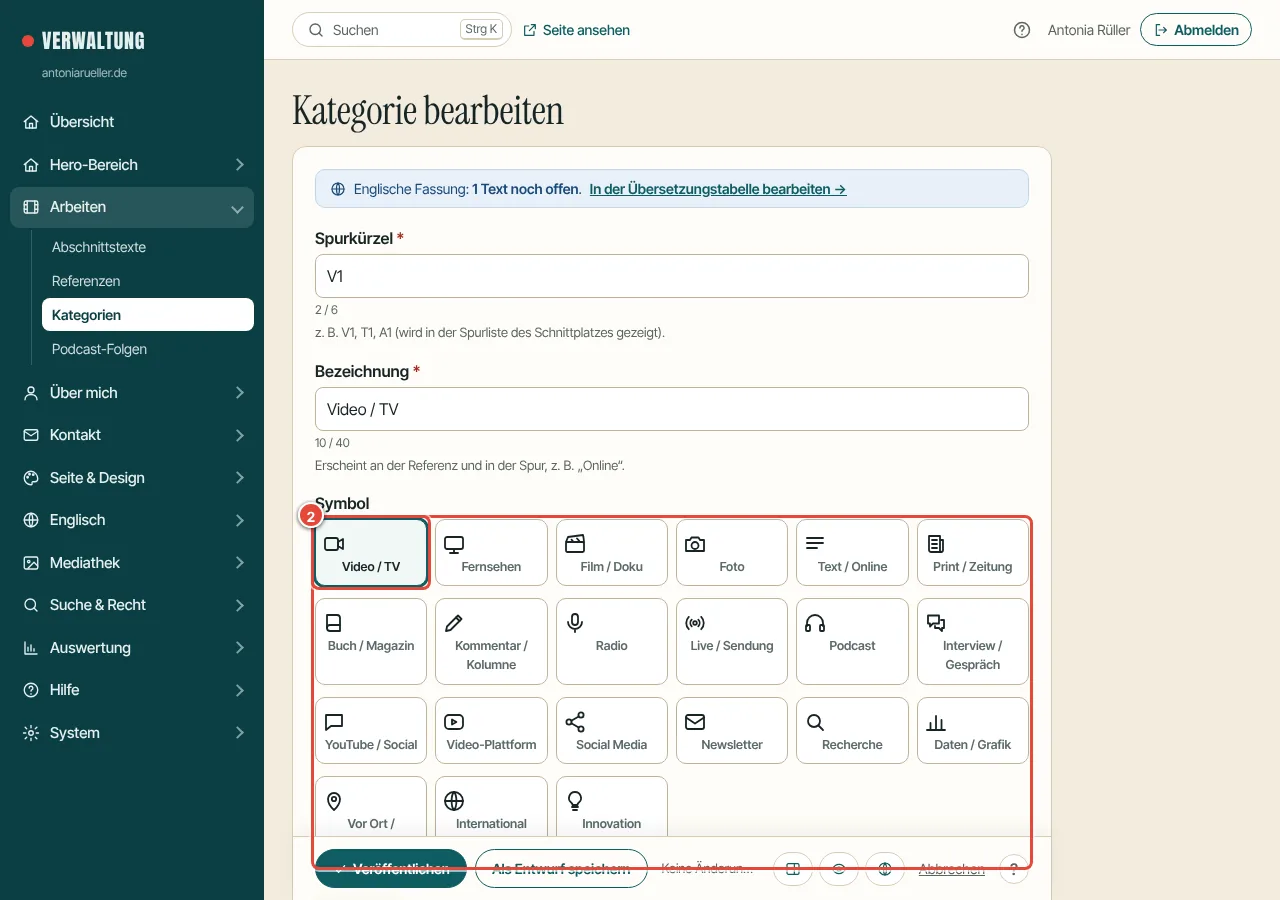 VERWALTUNG
antoniarueller.de
Übersicht
Hero-Bereich
Arbeiten
Abschnittstexte
Referenzen
Kategorien
Podcast-Folgen
Über mich
Kontakt
Seite & Design
Englisch
Mediathek
Suche & Recht
Auswertung
Hilfe
System
Suchen
Strg K
Seite ansehen
Antonia Rüller
Abmelden
Kategorie bearbeiten
Englische Fassung: 1 Text noch offen. In der Übersetzungstabelle bearbeiten →
Spurkürzel *
V1
2 / 6
z. B. V1, T1, A1 (wird in der Spurliste des Schnittplatzes gezeigt).
Bezeichnung *
Video / TV
10 / 40
Erscheint an der Referenz und in der Spur, z. B. „Online“.
Symbol
2
Video / TV
Fernsehen
Film / Doku
Foto
Text / Online
Print / Zeitung
Buch / Magazin
Kommentar /
Kolumne
Radio
Live / Sendung
Podcast
Interview /
Gespräch
YouTube / Social
Video-Plattform
Social Media
Newsletter
Recherche
Daten / Grafik
Vor Ort /
International
Innovation
Veröffentlichen
Als Entwurf speichern
Keine Änderun...
Abbrechen
?